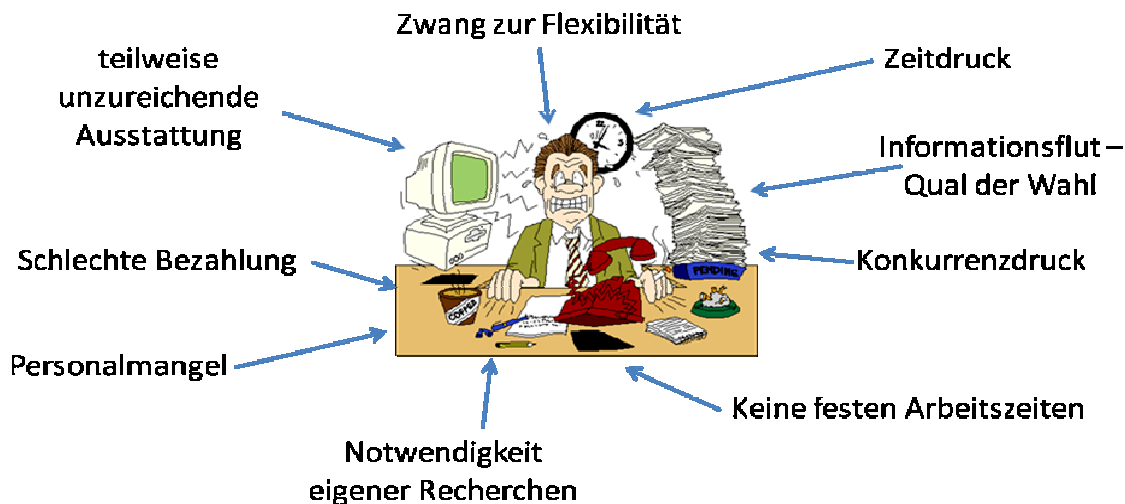 Zwang zur Flexibilität
teilweise
unzureichende
Ausstattung
Zeitdruck
Informationsflut –
Qual der Wahl
Schlechte Bezahlung
Konkurrenzdruck
PENDING
COFFEE
Personalmangel
Keine festen Arbeitszeiten
Notwendigkeit
eigener Recherchen